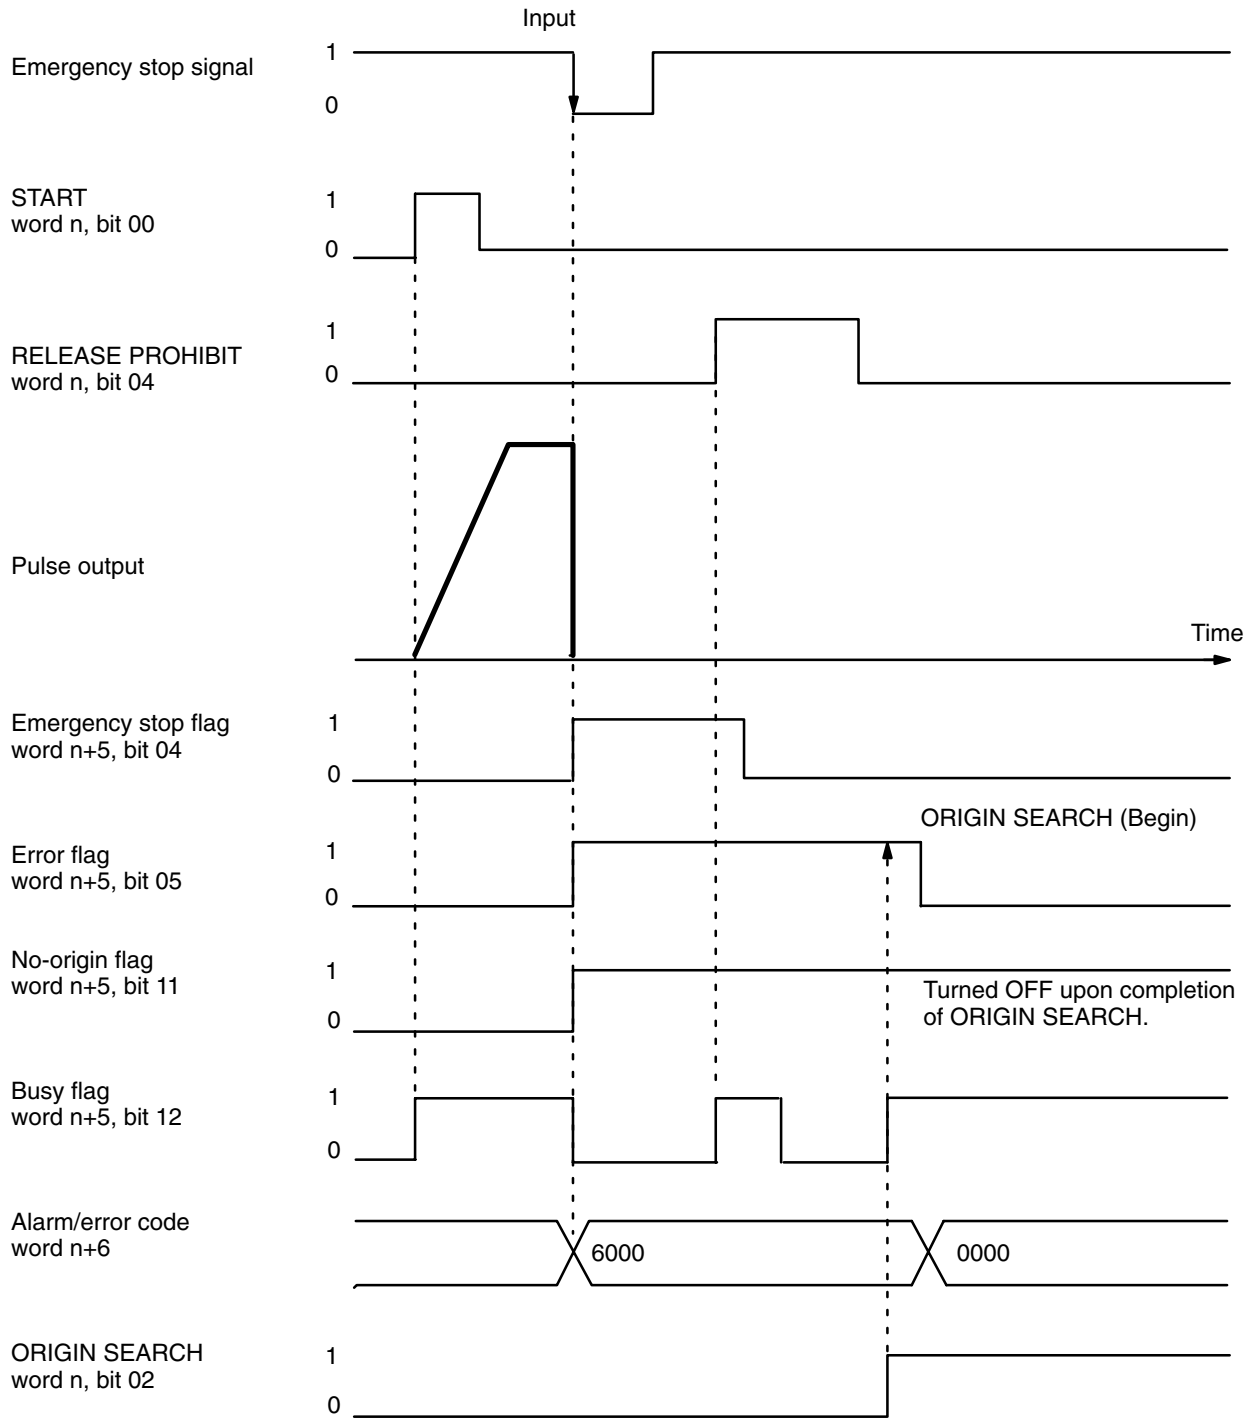 Input
Emergency stop signal
1
0
START
word n, bit 00
1
0
RELEASE PROHIBIT
word n, bit 04
1
0
Pulse output
Time
Emergency stop flag
word n+5, bit 04
1
0
ORIGIN SEARCH (Begin)
Error flag
word n+5, bit 05
1
0
No-origin flag
word n+5, bit 11
1
0
Turned OFF upon completion
of ORIGIN SEARCH.
Busy flag
word n+5, bit 12
1
0
Alarm/error code
word n+6
6000
0000
ORIGIN SEARCH
word n, bit 02
1
0